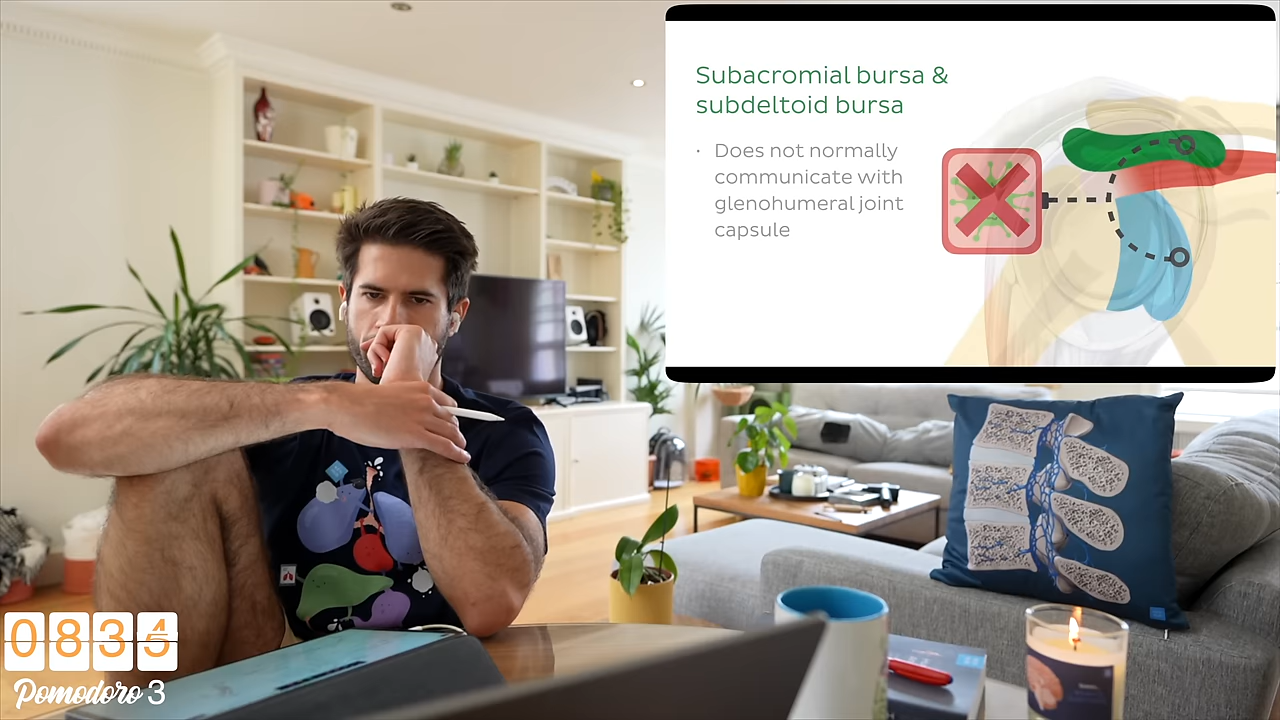 Subacromial bursa &
subdeltoid bursa
· Does not normally
communicate with
glenohumeral joint
capsule
Pomodoro 3